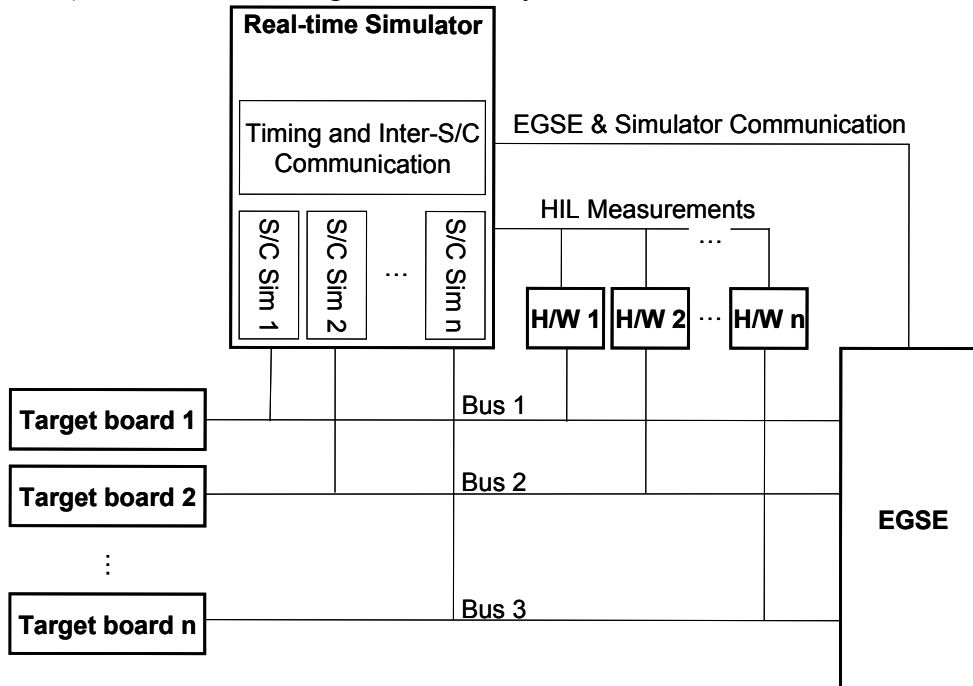 Real-time Simulator
Timing and Inter-S/C
Communication
EGSE & Simulator Communication
HIL Measurements
...
S/C Sim 1
S/C Sim 2
...
S/C Sim n
H/W 1
H/W 2
...
H/W n
Target board 1
Bus 1
Target board 2
Bus 2
EGSE
...
Target board n
Bus 3